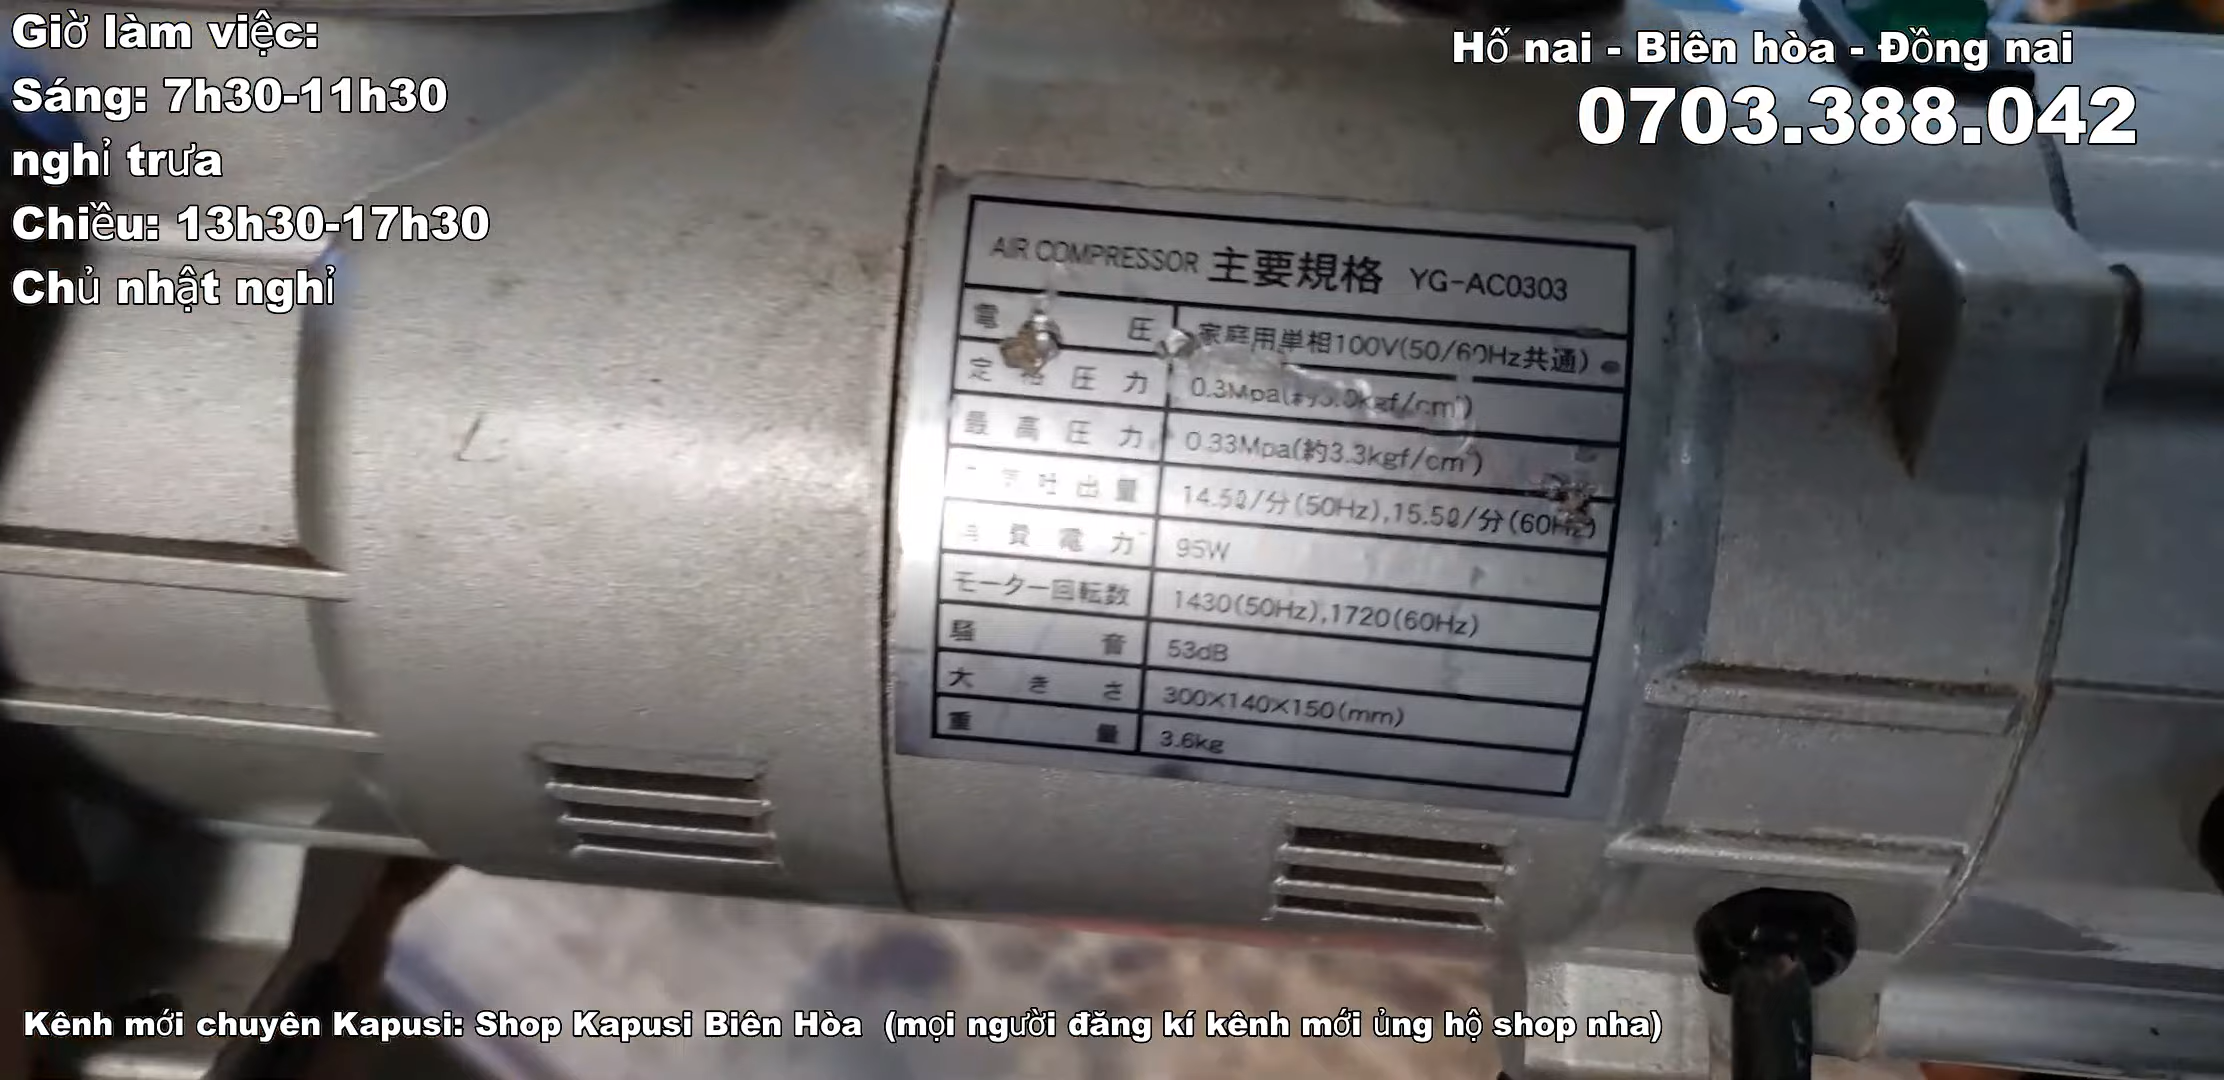 Giờ làm việc:
Sáng: 7h30-11h30
nghỉ trưa
Chiều: 13h30-17h30
Chủ nhật nghỉ
Hố nai - Biên hòa - Đồng nai
0703.388.042
AIR COMPRESSOR 主要規格 YG-AC0303
電 圧 家庭用単相100V(50/60Hz共通)
定格圧力 0.3Mpa(約3.0kgf/cm²)
最高圧力 0.33Mpa(約3.3kgf/cm²)
吐出量 14.5ℓ/分(50Hz),15.5ℓ/分(60Hz)
消費電力 95W
モーター回転数 1430(50Hz),1720(60Hz)
騒音 53dB
大きさ 300×140×150(mm)
重量 3.6kg
Kênh mới chuyên Kapusi: Shop Kapusi Biên Hòa (mọi người đăng kí kênh mới ủng hộ shop nha)